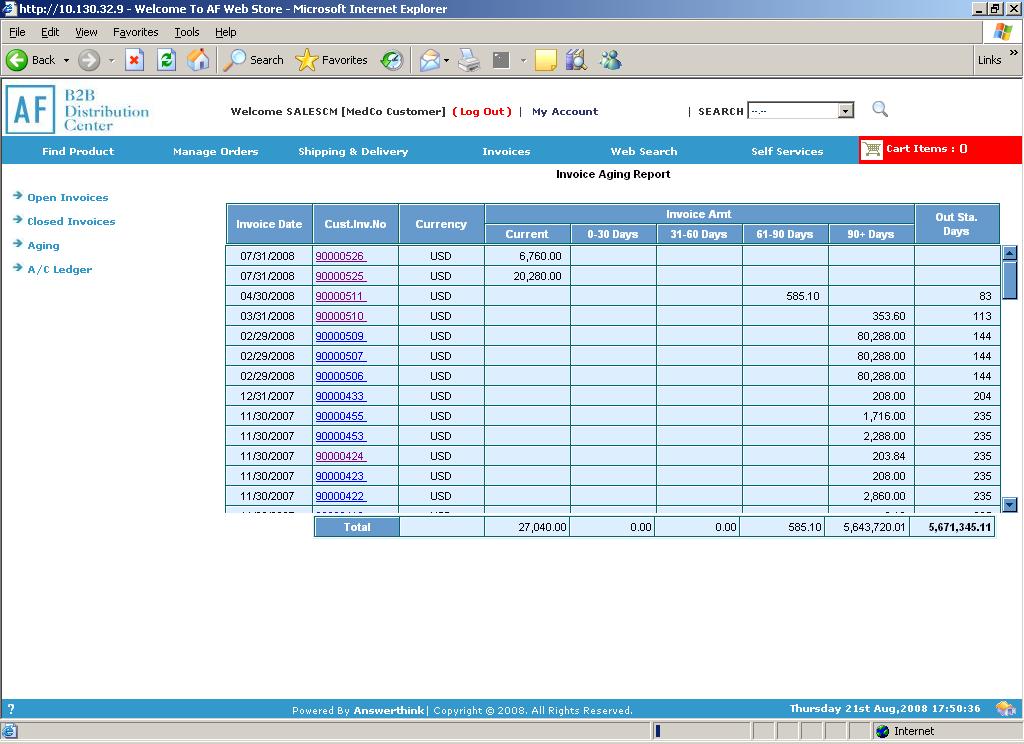 http://10.130.32.9 - Welcome To AF Web Store - Microsoft Internet Explorer
File Edit View Favorites Tools Help
Back Search Favorites Links »
AF B2B Distribution Center
Welcome SALESCM [MedCo Customer] ( Log Out ) | My Account | SEARCH --.--
Find Product Manage Orders Shipping & Delivery Invoices Web Search Self Services Cart Items : 0
Invoice Aging Report
Open Invoices
Closed Invoices
Aging
A/C Ledger
Invoice Date Cust.Inv.No Currency Invoice Amt Out Sta. Days
Current 0-30 Days 31-60 Days 61-90 Days 90+ Days
07/31/2008 90000526 USD 6,760.00
07/31/2008 90000525 USD 20,280.00
04/30/2008 90000511 USD 585.10 83
03/31/2008 90000510 USD 353.60 113
02/29/2008 90000509 USD 80,288.00 144
02/29/2008 90000507 USD 80,288.00 144
02/29/2008 90000506 USD 80,288.00 144
12/31/2007 90000433 USD 208.00 204
11/30/2007 90000455 USD 1,716.00 235
11/30/2007 90000453 USD 2,288.00 235
11/30/2007 90000424 USD 203.84 235
11/30/2007 90000423 USD 208.00 235
11/30/2007 90000422 USD 2,860.00 235
Total 27,040.00 0.00 0.00 585.10 5,643,720.01 5,671,345.11
? Powered By Answerthink | Copyright © 2008. All Rights Reserved. Thursday 21st Aug,2008 17:50:36
Internet